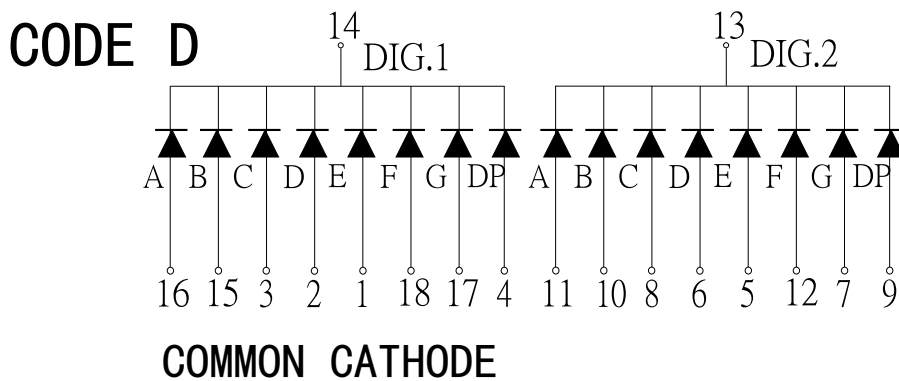 CODE D
14 DIG.1 13 DIG.2
A B C D E F G DP A B C D E F G DP
16 15 3 2 1 18 17 4 11 10 8 6 5 12 7 9
COMMON CATHODE